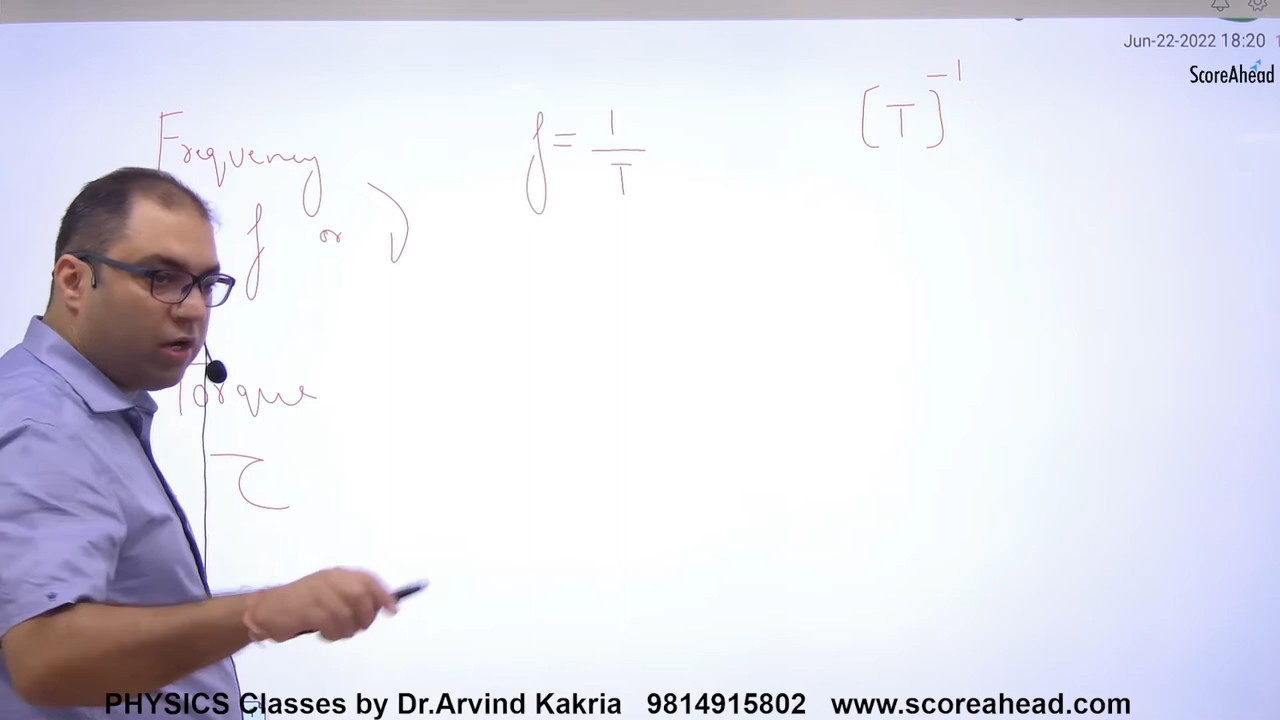 Jun-22-2022 18:20
ScoreAhead
Frequency f = 1/T [T]⁻¹
f or ν
Torque
τ
PHYSICS Classes by Dr.Arvind Kakria 9814915802 www.scoreahead.com